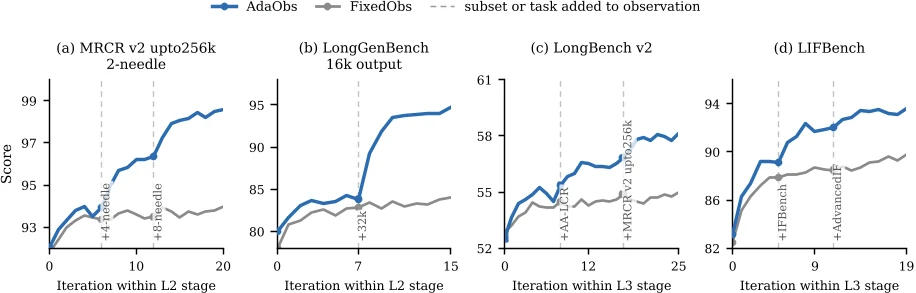 AdaObs
FixedObs
subset or task added to observation
(a) MRCR v2 upto256k
2-needle
(b) LongGenBench
16k output
(c) LongBench v2
(d) LIFBench
Score
99
97
95
93
+4-needle
+8-needle
0
10
20
Iteration within L2 stage
95
90
85
80
+32k
0
7
15
Iteration within L2 stage
61
58
55
52
+AA-LCR
+MRCR v2 upto256k
0
12
25
Iteration within L3 stage
94
90
86
82
+IFBench
+AdvancedIF
0
9
19
Iteration within L3 stage